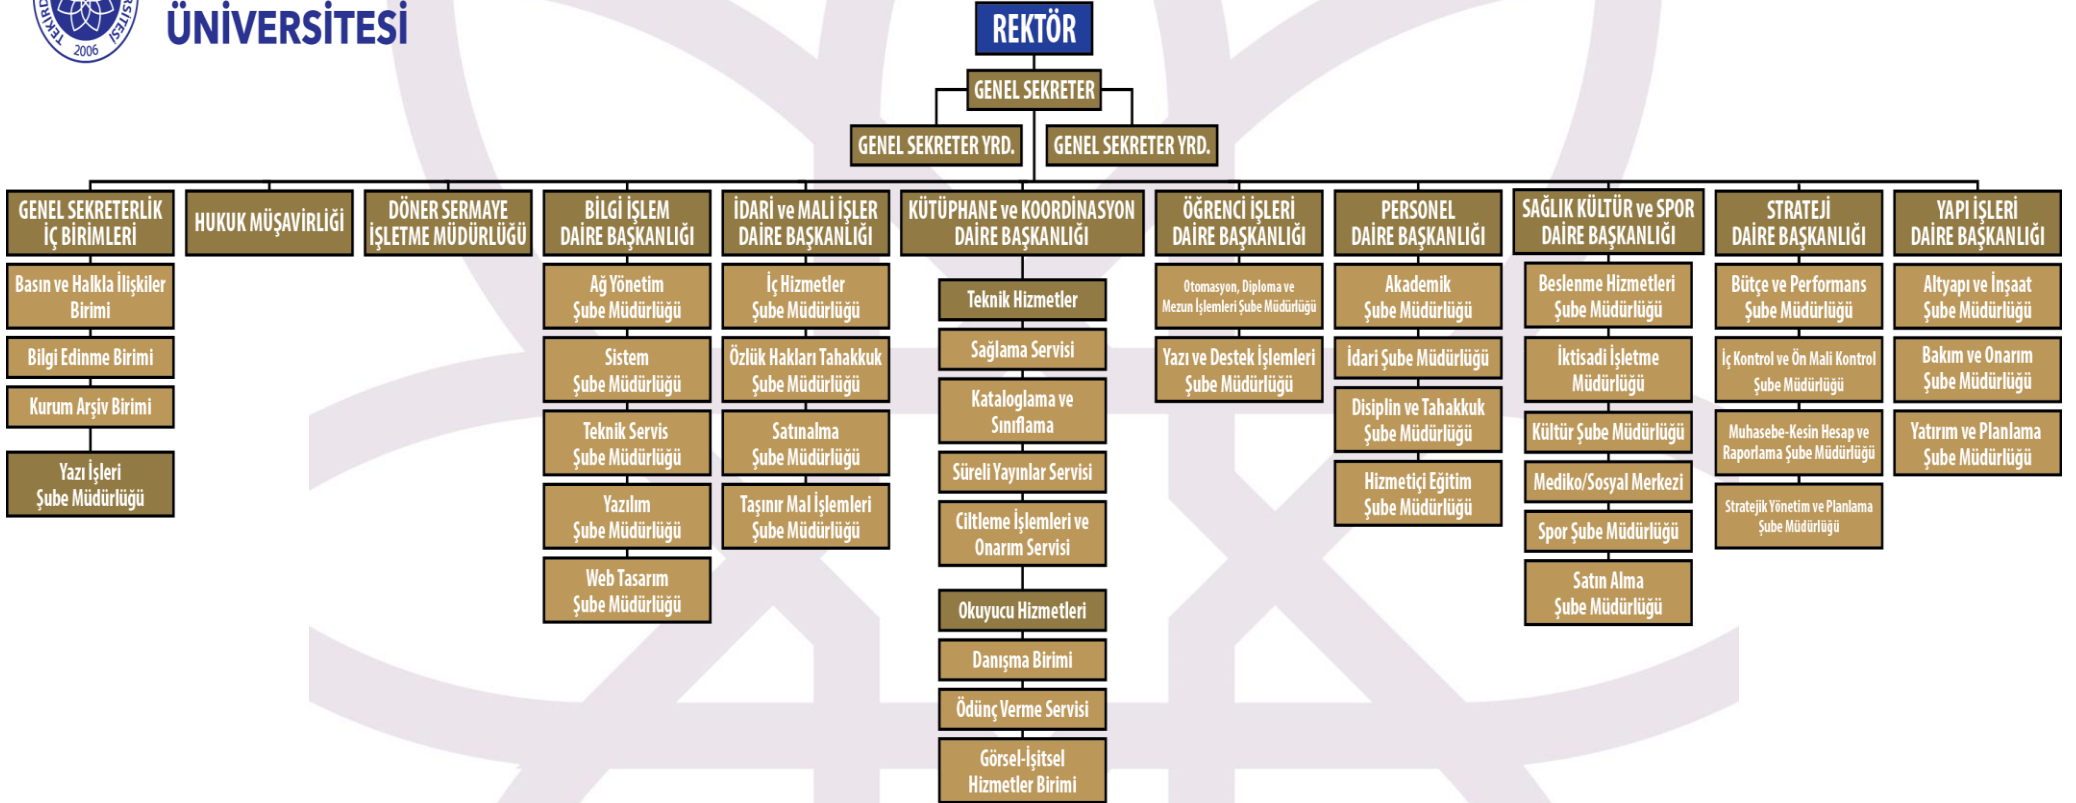 ÜNİVERSİTESİ
2006
REKTÖR
GENEL SEKRETER
GENEL SEKRETER YRD.
GENEL SEKRETER YRD.
GENEL SEKRETERLİK
İÇ BİRİMLERİ
Basın ve Halkla İlişkiler
Birimi
Bilgi Edinme Birimi
Kurum Arşiv Birimi
Yazı İşleri
Şube Müdürlüğü
HUKUK MÜŞAVİRLİĞİ
DÖNER SERMAYE
İŞLETME MÜDÜRLÜĞÜ
BİLGİ İŞLEM
DAİRE BAŞKANLIĞI
Ağ Yönetim
Şube Müdürlüğü
Sistem
Şube Müdürlüğü
Teknik Servis
Şube Müdürlüğü
Yazılım
Şube Müdürlüğü
Web Tasarım
Şube Müdürlüğü
İDARİ ve MALİ İŞLER
DAİRE BAŞKANLIĞI
İç Hizmetler
Şube Müdürlüğü
Özlük Hakları Tahakkuk
Şube Müdürlüğü
Satınalma
Şube Müdürlüğü
Taşınır Mal İşlemleri
Şube Müdürlüğü
KÜTÜPHANE ve KOORDİNASYON
DAİRE BAŞKANLIĞI
Teknik Hizmetler
Sağlama Servisi
Kataloglama ve
Sınıflama
Süreli Yayınlar Servisi
Ciltleme İşlemleri ve
Onarım Servisi
Okuyucu Hizmetleri
Danışma Birimi
Ödünç Verme Servisi
Görsel-İşitsel
Hizmetler Birimi
ÖĞRENCİ İŞLERİ
DAİRE BAŞKANLIĞI
Otomasyon, Diploma ve
Mezun İşlemleri Şube Müdürlüğü
Yazı ve Destek İşlemleri
Şube Müdürlüğü
PERSONEL
DAİRE BAŞKANLIĞI
Akademik
Şube Müdürlüğü
İdari Şube Müdürlüğü
Disiplin ve Tahakkuk
Şube Müdürlüğü
Hizmetiçi Eğitim
Şube Müdürlüğü
SAĞLIK KÜLTÜR ve SPOR
DAİRE BAŞKANLIĞI
Beslenme Hizmetleri
Şube Müdürlüğü
İktisadi İşletme
Müdürlüğü
Kültür Şube Müdürlüğü
Mediko/Sosyal Merkezi
Spor Şube Müdürlüğü
Satın Alma
Şube Müdürlüğü
STRATEJİ
DAİRE BAŞKANLIĞI
Bütçe ve Performans
Şube Müdürlüğü
İç Kontrol ve Ön Mali Kontrol
Şube Müdürlüğü
Muhasebe-Kesin Hesap ve
Raporlama Şube Müdürlüğü
Stratejik Yönetim ve Planlama
Şube Müdürlüğü
YAPI İŞLERİ
DAİRE BAŞKANLIĞI
Altyapı ve İnşaat
Şube Müdürlüğü
Bakım ve Onarım
Şube Müdürlüğü
Yatırım ve Planlama
Şube Müdürlüğü